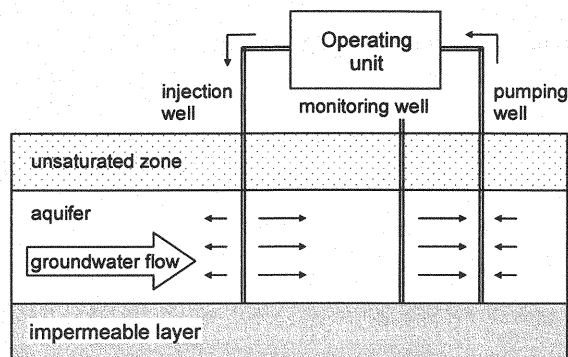 Operating
unit
injection
well
monitoring well
pumping
well
unsaturated zone
aquifer
groundwater flow
impermeable layer